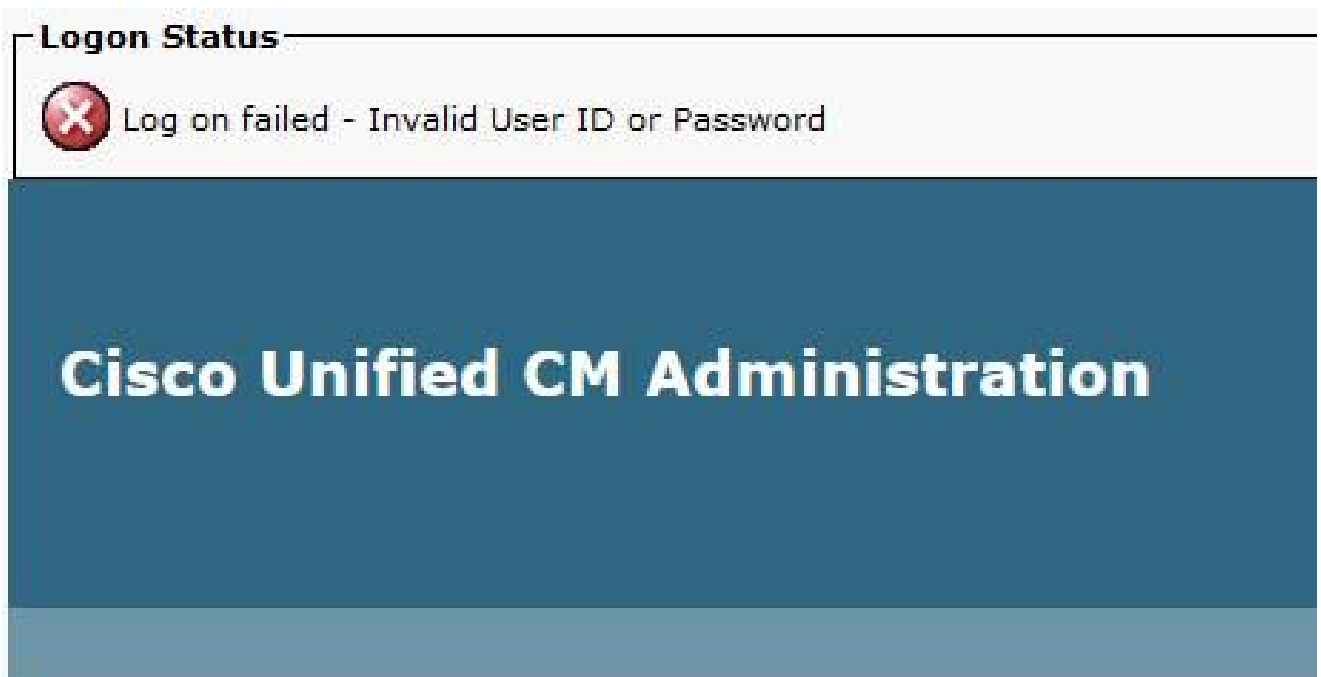 Logon Status
Log on failed - Invalid User ID or Password
Cisco Unified CM Administration